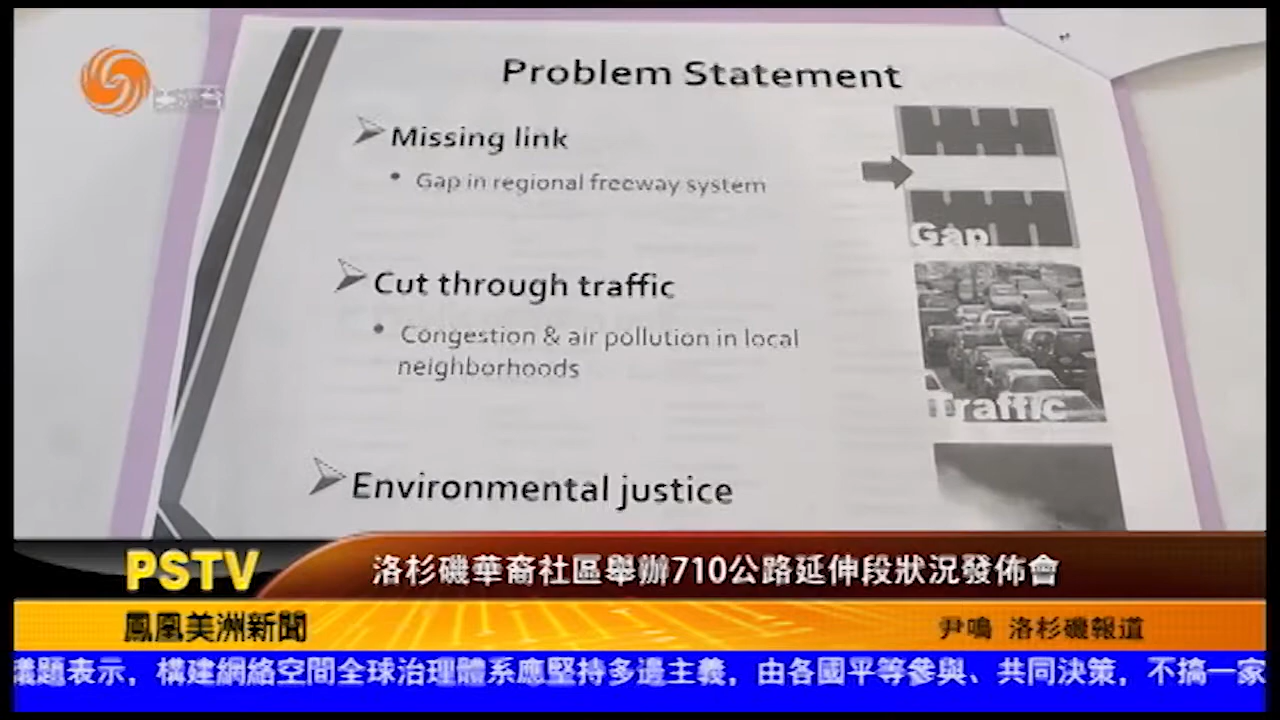 Problem Statement
Missing link
Gap in regional freeway system
Gap
Cut through traffic
Congestion & air pollution in local
neighborhoods
Traffic
Environmental justice
PSTV
洛杉磯華裔社區舉辦710公路延伸段狀況發佈會
鳳凰美洲新聞
尹鳴 洛杉磯報道
議題表示，構建網絡空間全球治理體系應堅持多邊主義，由各國平等參與、共同決策，不搞一家